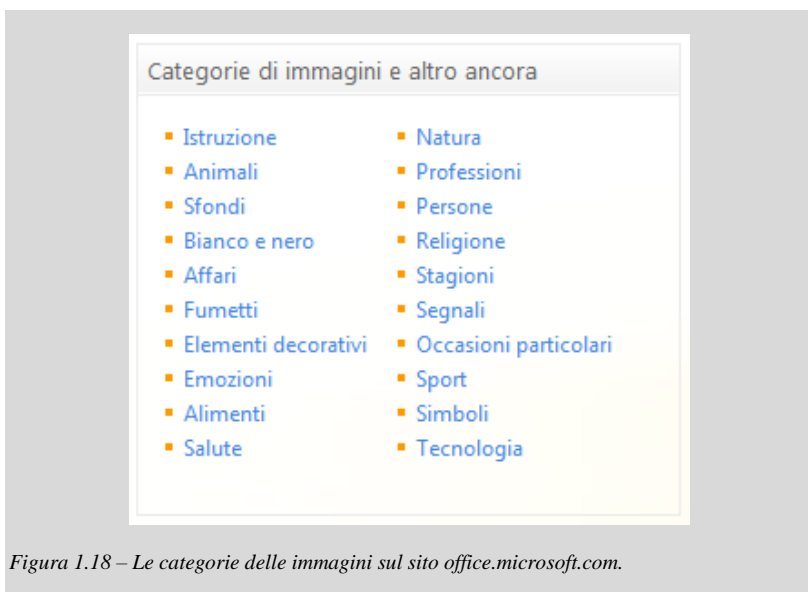 Categorie di immagini e altro ancora
Istruzione
Animali
Sfondi
Bianco e nero
Affari
Fumetti
Elementi decorativi
Emozioni
Alimenti
Salute
Natura
Professioni
Persone
Religione
Stagioni
Segnali
Occasioni particolari
Sport
Simboli
Tecnologia
Figura 1.18 – Le categorie delle immagini sul sito office.microsoft.com.